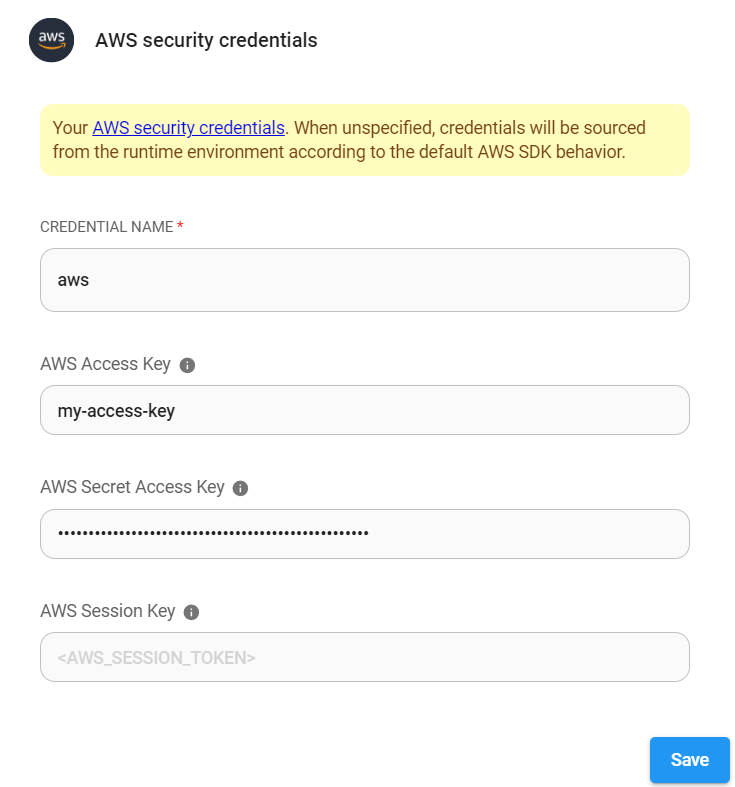 aws
AWS security credentials
Your AWS security credentials. When unspecified, credentials will be sourced
from the runtime environment according to the default AWS SDK behavior.
CREDENTIAL NAME *
aws
AWS Access Key
my-access-key
AWS Secret Access Key
•••••••••••••••••••••••••••••••••••••••••••••••••••
AWS Session Key
<AWS_SESSION_TOKEN>
Save